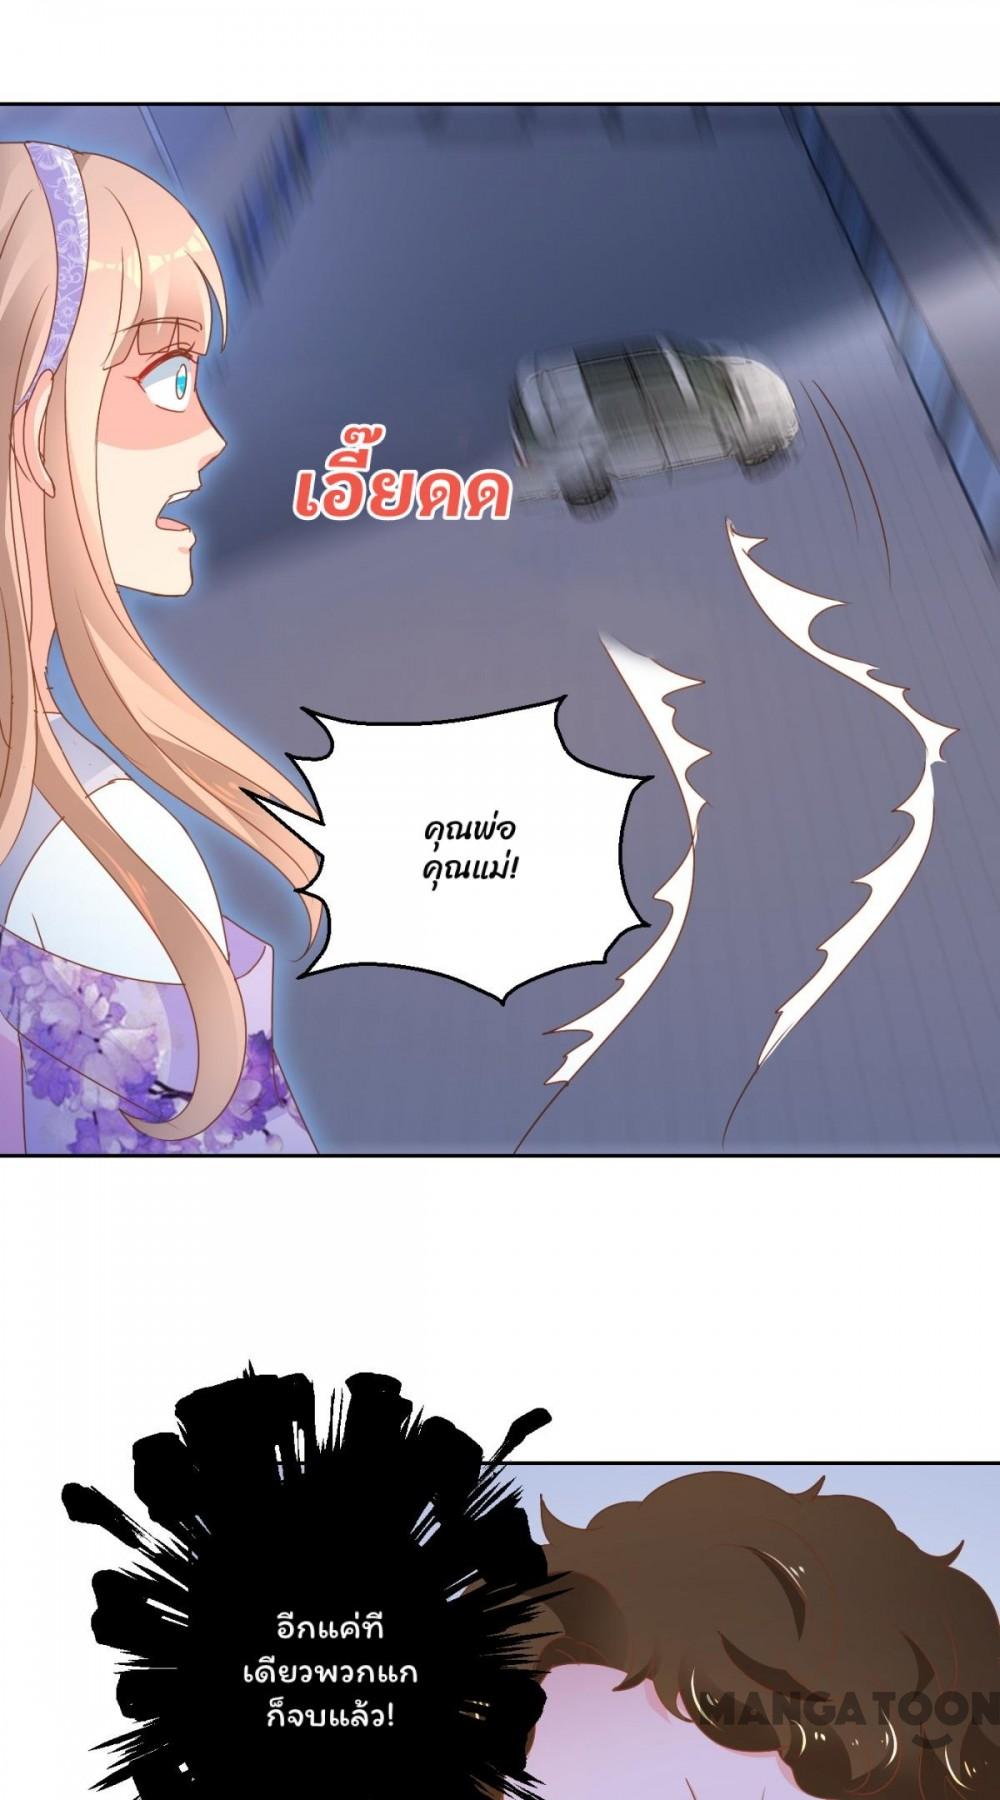 เอี๊ยดด
คุณพ่อ
คุณแม่!
อีกแค่ที
เดียวพวกแก
ก็จบแล้ว!
MANGATOON